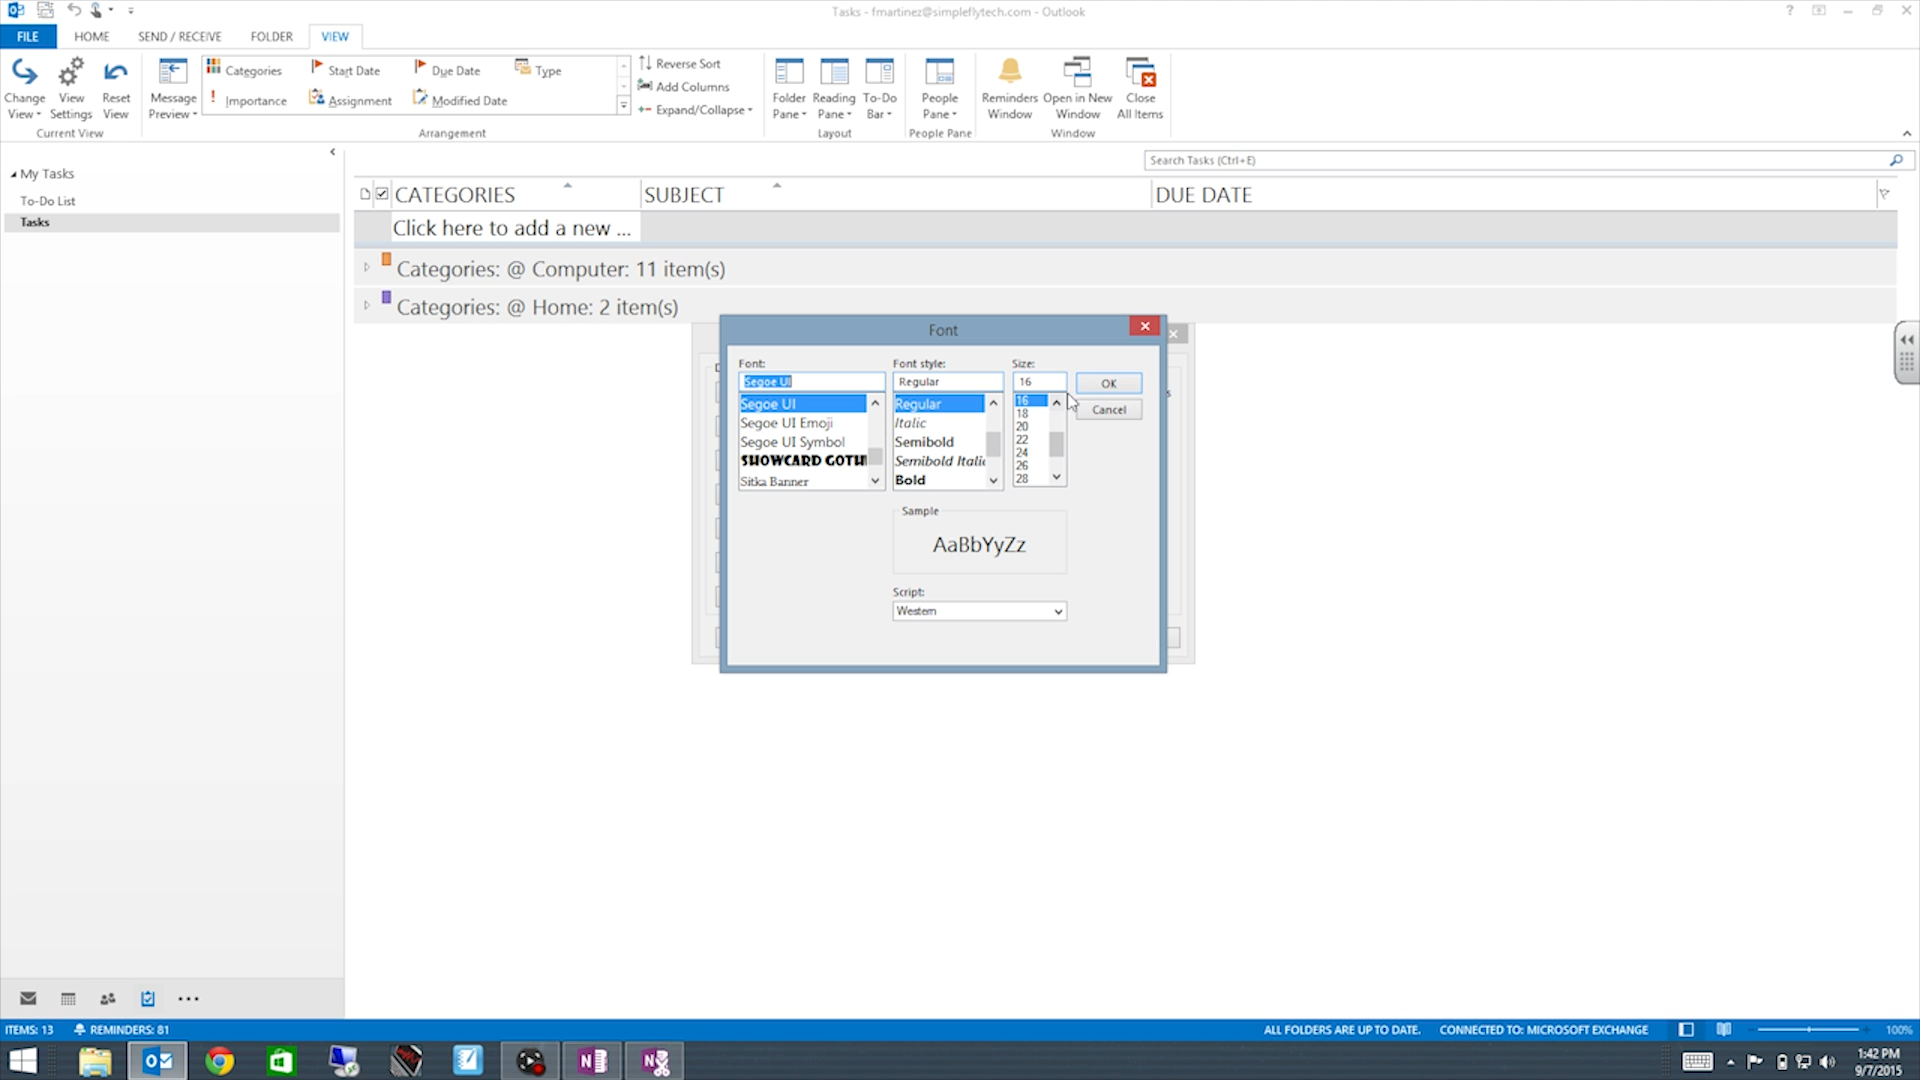 Tasks - fmartinez@simpleflytech.com - Outlook
FILE HOME SEND / RECEIVE FOLDER VIEW
Change View
View Settings
Reset View
Current View
Message Preview
Categories Start Date Due Date Type
Importance Assignment Modified Date
Arrangement
Reverse Sort
Add Columns
Expand/Collapse
Folder Pane
Reading Pane
To-Do Bar
Layout
People Pane
People Pane
Reminders Window
Open in New Window
Close All Items
Window
My Tasks
To-Do List
Tasks
Search Tasks (Ctrl+E)
CATEGORIES SUBJECT DUE DATE
Click here to add a new ...
Categories: @ Computer: 11 item(s)
Categories: @ Home: 2 item(s)
Font
Font: Font style: Size:
Segoe UI Regular 16 OK
Segoe UI
Segoe UI Emoji
Segoe UI Symbol
SHOWCARD GOTH
Sitka Banner
Regular
Italic
Semibold
Semibold Italic
Bold
16
18
20
22
24
26
28
Cancel
Sample
AaBbYyZz
Script:
Western
ITEMS: 13 REMINDERS: 81
ALL FOLDERS ARE UP TO DATE. CONNECTED TO: MICROSOFT EXCHANGE 100%
1:42 PM
9/7/2015